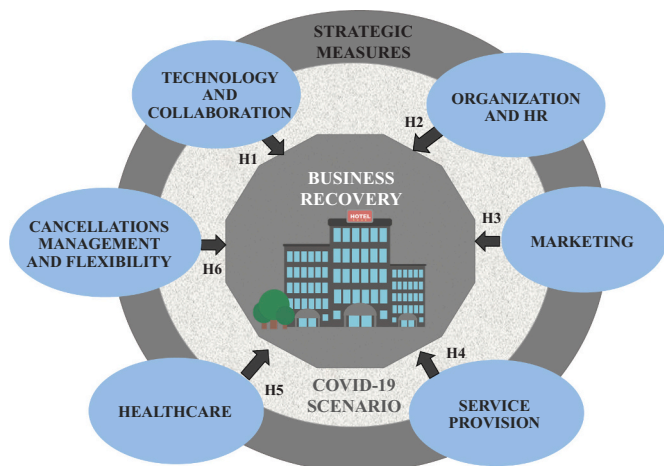 STRATEGIC
MEASURES
TECHNOLOGY
AND
COLLABORATION
ORGANIZATION
AND HR
H1
H2
BUSINESS
RECOVERY
HOTEL
CANCELLATIONS
MANAGEMENT
AND FLEXIBILITY
H6
H3
MARKETING
HEALTHCARE
H5
COVID-19
SCENARIO
H4
SERVICE
PROVISION